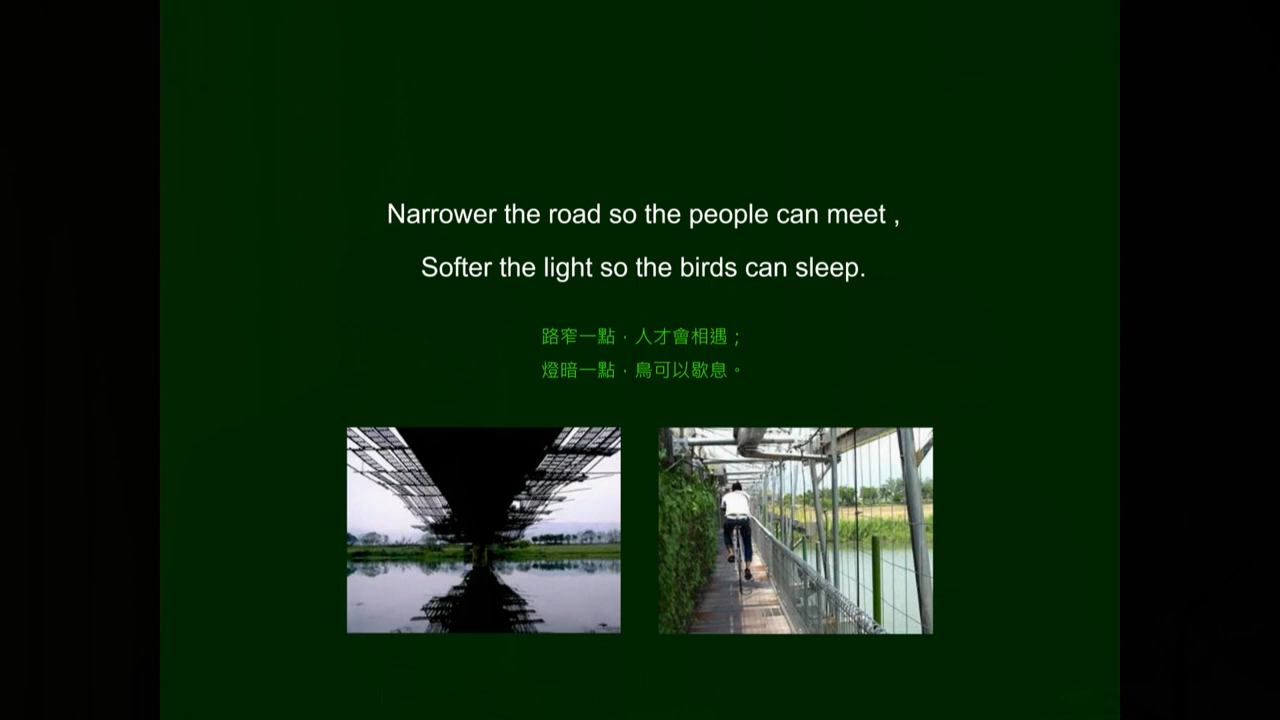 Narrower the road so the people can meet ,
Softer the light so the birds can sleep.
路窄一點，人才會相遇；
燈暗一點，鳥可以歇息。